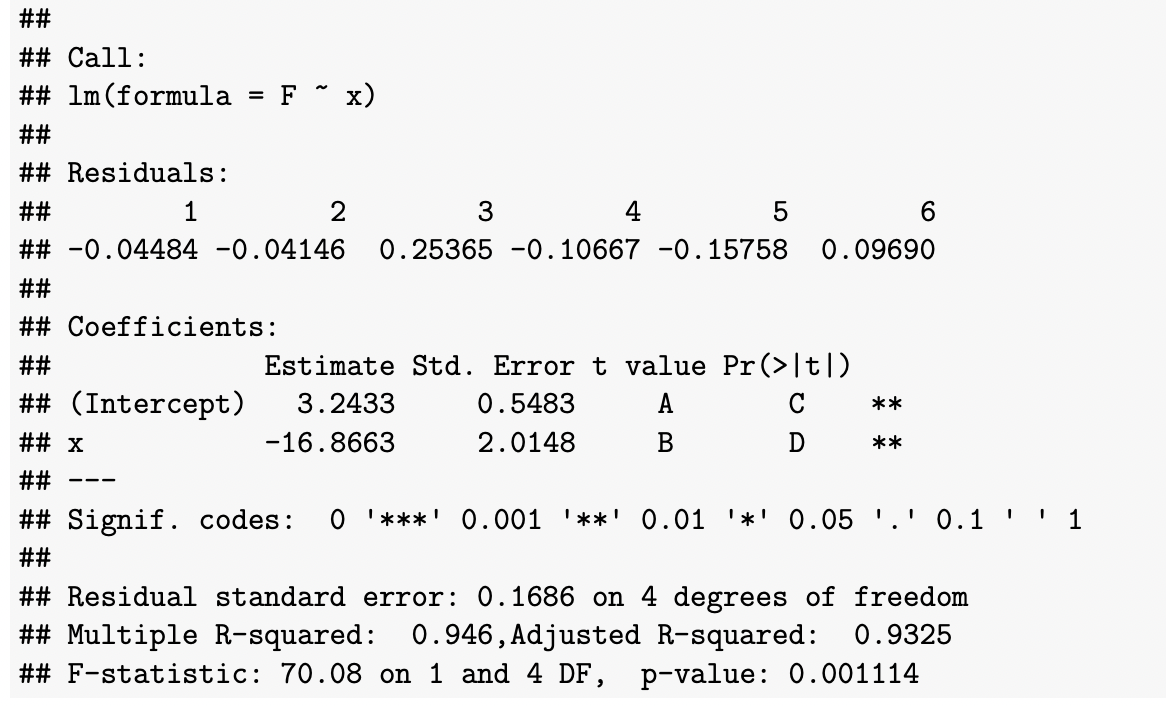 ##
## Call:
## lm(formula = F ~ x)
##
## Residuals:
##        1        2        3        4        5        6
## -0.04484 -0.04146  0.25365 -0.10667 -0.15758  0.09690
##
## Coefficients:
##             Estimate Std. Error t value Pr(>|t|)
## (Intercept)   3.2433     0.5483     A       C    **
## x           -16.8663     2.0148     B       D    **
## ---
## Signif. codes:  0 '***' 0.001 '**' 0.01 '*' 0.05 '.' 0.1 ' ' 1
##
## Residual standard error: 0.1686 on 4 degrees of freedom
## Multiple R-squared:  0.946,Adjusted R-squared:  0.9325
## F-statistic: 70.08 on 1 and 4 DF,  p-value: 0.001114